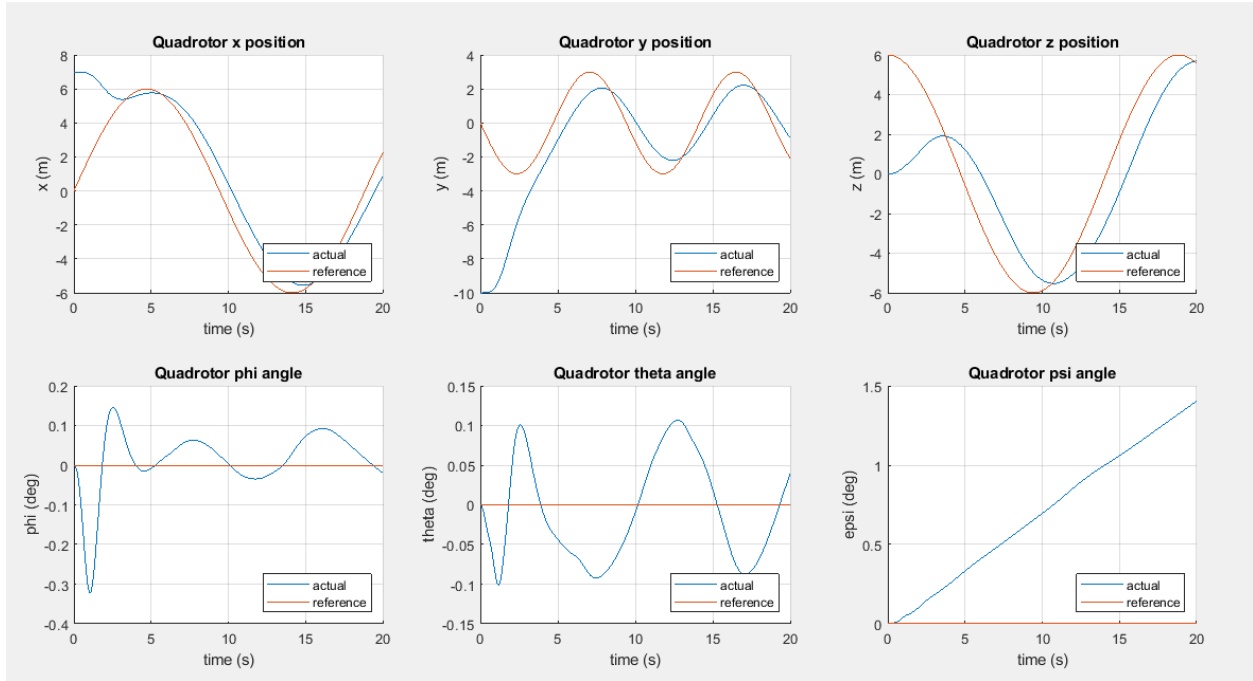 Quadrotor x position
8
6
4
2
0
-2
-4
-6
x (m)
actual
reference
0 5 10 15 20
time (s)
Quadrotor y position
4
2
0
-2
-4
-6
-8
-10
y (m)
actual
reference
0 5 10 15 20
time (s)
Quadrotor z position
6
4
2
0
-2
-4
-6
z (m)
actual
reference
0 5 10 15 20
time (s)
Quadrotor phi angle
0.2
0.1
0
-0.1
-0.2
-0.3
-0.4
phi (deg)
actual
reference
0 5 10 15 20
time (s)
Quadrotor theta angle
0.15
0.1
0.05
0
-0.05
-0.1
-0.15
theta (deg)
actual
reference
0 5 10 15 20
time (s)
Quadrotor psi angle
1.5
1
0.5
0
epsi (deg)
actual
reference
0 5 10 15 20
time (s)